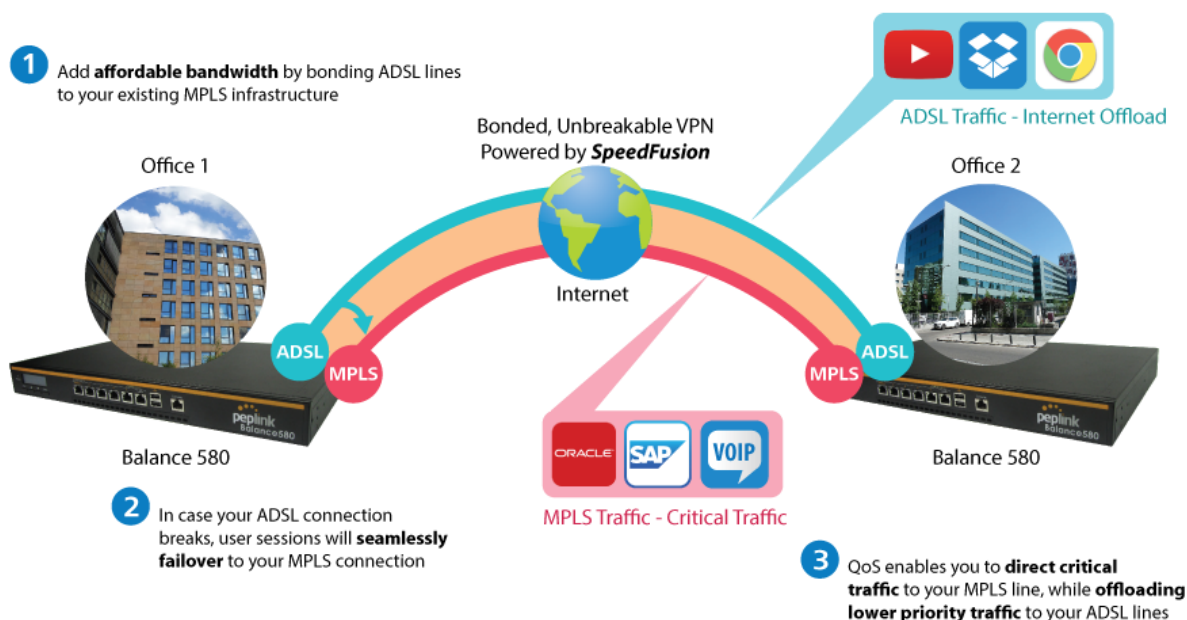 1
Add affordable bandwidth by bonding ADSL lines
to your existing MPLS infrastructure
ADSL Traffic - Internet Offload
Bonded, Unbreakable VPN
Powered by SpeedFusion
Office 1
Office 2
Internet
ADSL
MPLS
MPLS
ADSL
peplink
Balance580
peplink
Balance580
Balance 580
Balance 580
ORACLE
SAP
VOIP
MPLS Traffic - Critical Traffic
2
In case your ADSL connection
breaks, user sessions will seamlessly
failover to your MPLS connection
3
QoS enables you to direct critical
traffic to your MPLS line, while offloading
lower priority traffic to your ADSL lines